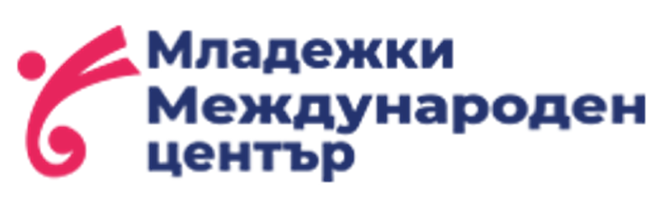 Младежки
Международен
център